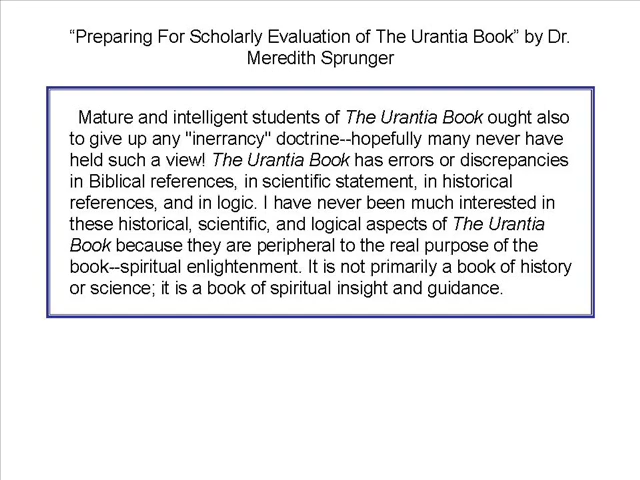 “Preparing For Scholarly Evaluation of The Urantia Book” by Dr.
Meredith Sprunger
Mature and intelligent students of The Urantia Book ought also
to give up any "inerrancy" doctrine--hopefully many never have
held such a view! The Urantia Book has errors or discrepancies
in Biblical references, in scientific statement, in historical
references, and in logic. I have never been much interested in
these historical, scientific, and logical aspects of The Urantia
Book because they are peripheral to the real purpose of the
book--spiritual enlightenment. It is not primarily a book of history
or science; it is a book of spiritual insight and guidance.